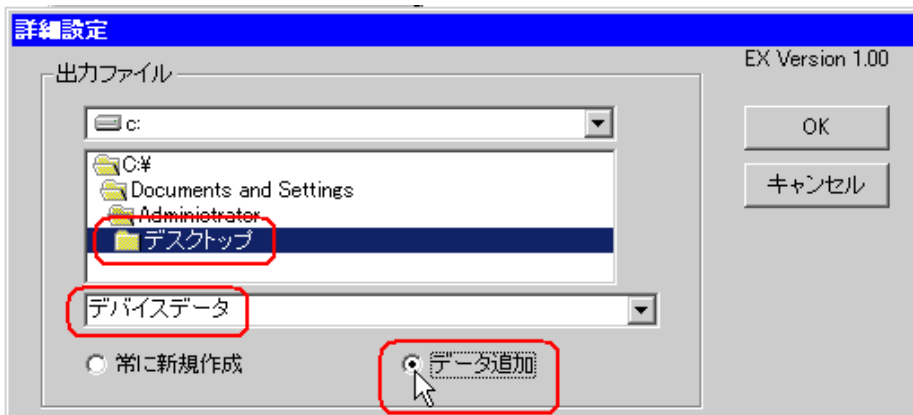 詳細設定
EX Version 1.00
出力ファイル
c:
OK
C:¥
Documents and Settings
キャンセル
Administrator
デスクトップ
デバイスデータ
常に新規作成
データ追加